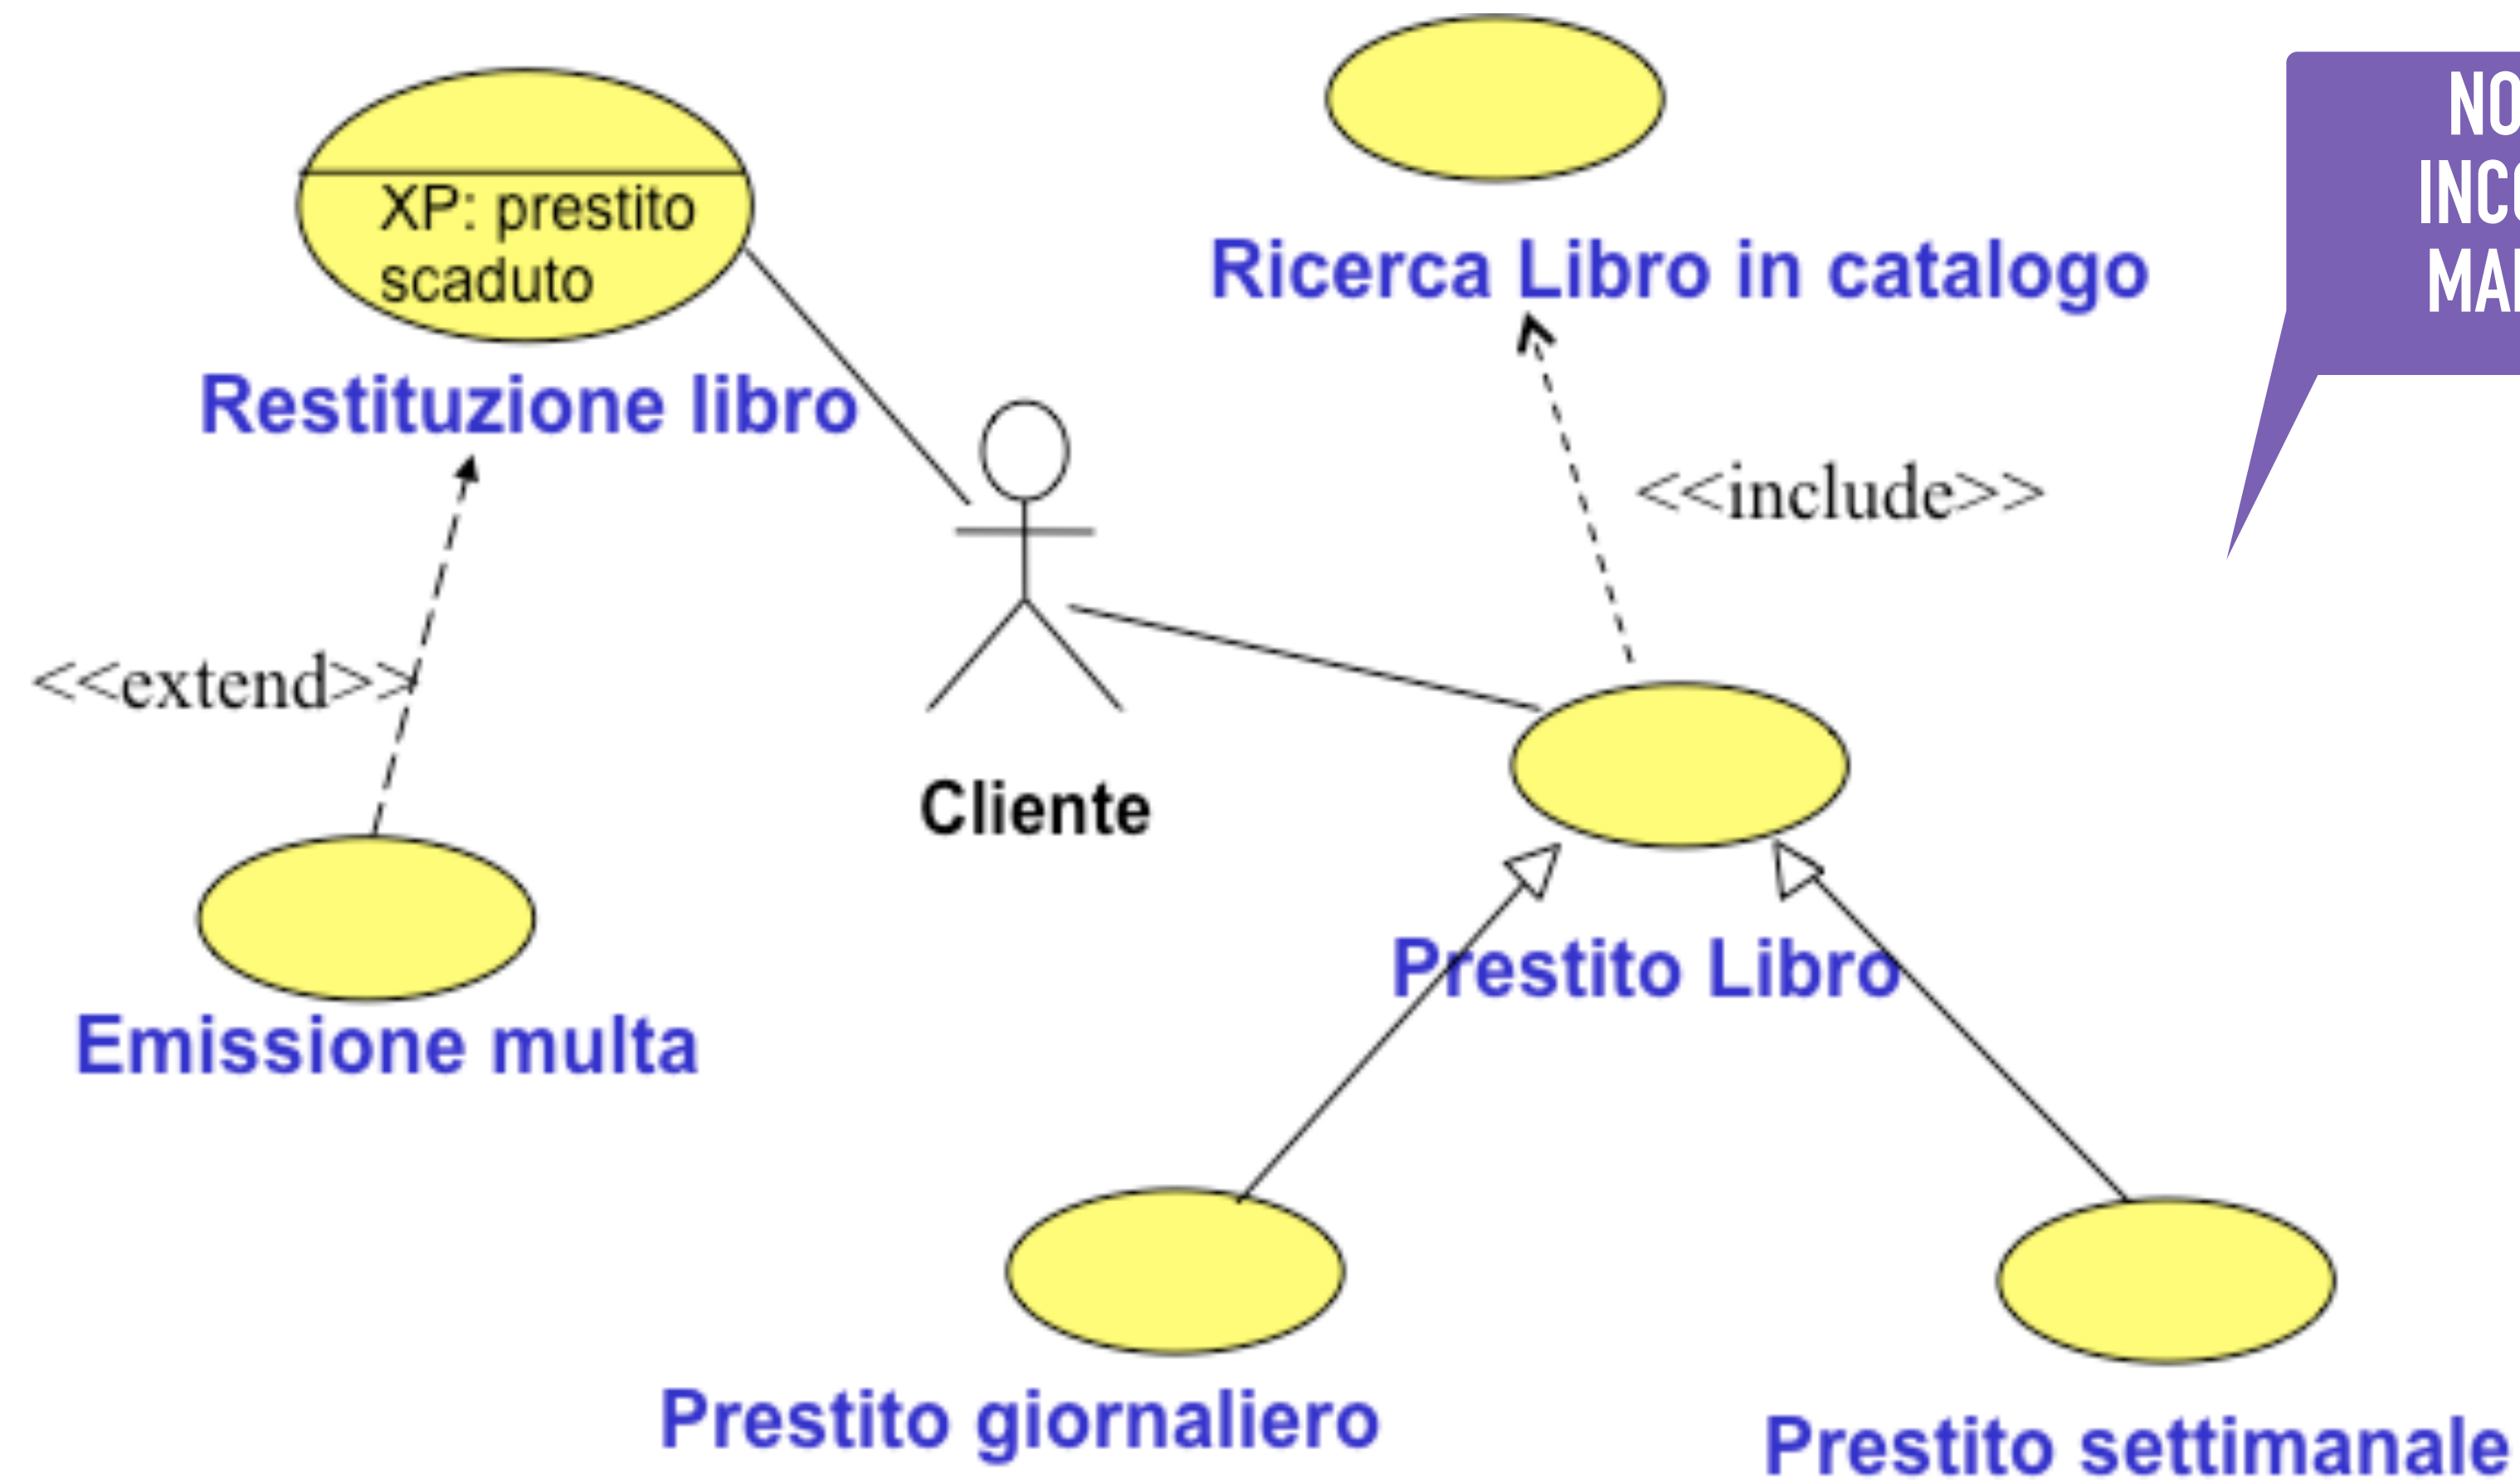 XP: prestito
scaduto
Restituzione libro
Ricerca Libro in catalogo
<<include>>
<<extend>>
Cliente
Prestito Libro
Emissione multa
Prestito giornaliero
Prestito settimanale